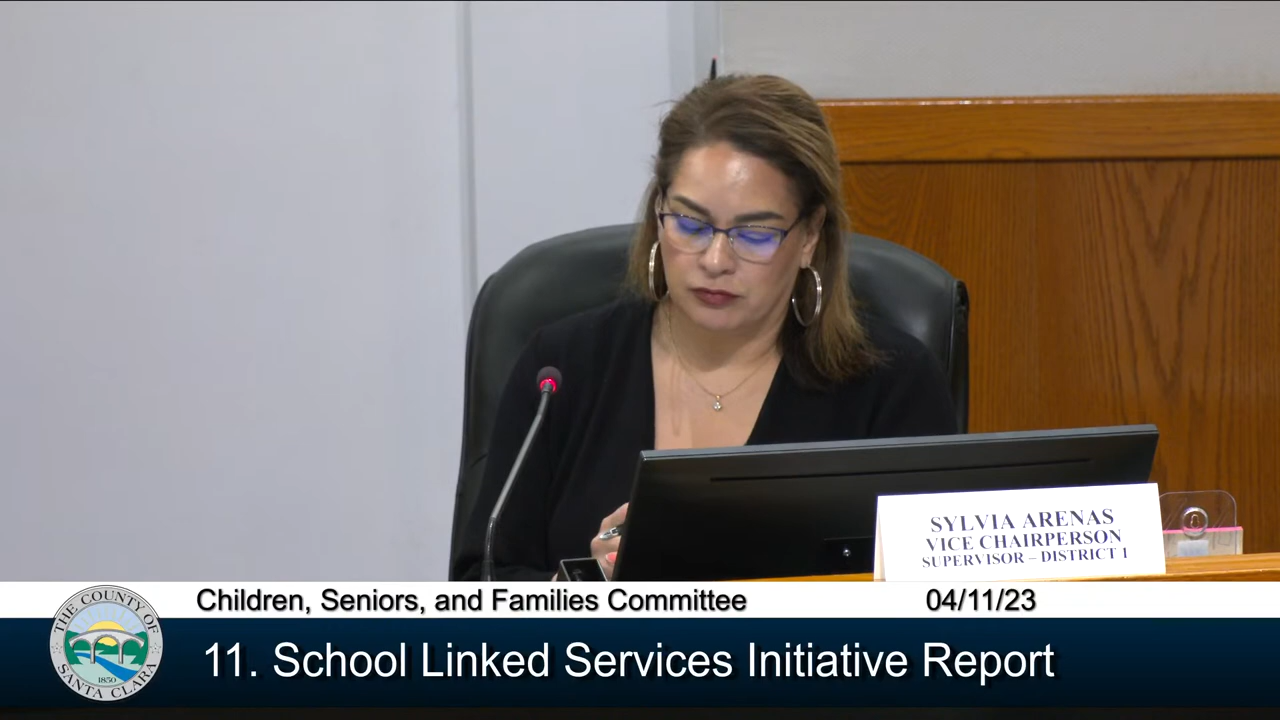 SYLVIA ARENAS
VICE CHAIRPERSON
SUPERVISOR – DISTRICT 1
Children, Seniors, and Families Committee
04/11/23
THE COUNTY OF
SANTA CLARA
1850
11. School Linked Services Initiative Report